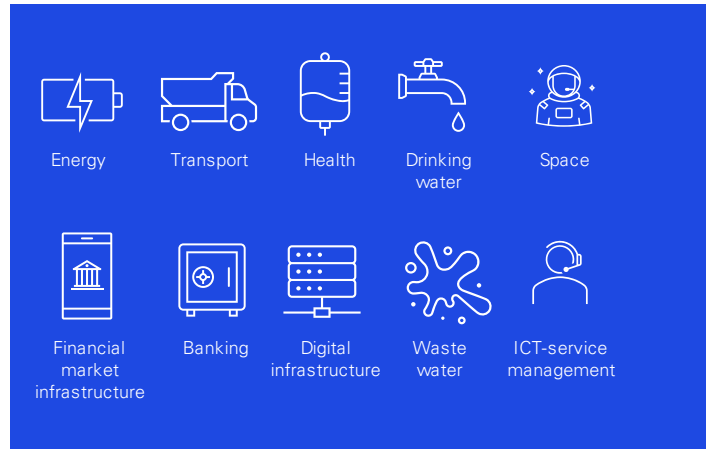 Energy
Transport
Health
Drinking
water
Space
Financial
market
infrastructure
Banking
Digital
infrastructure
Waste
water
ICT-service
management